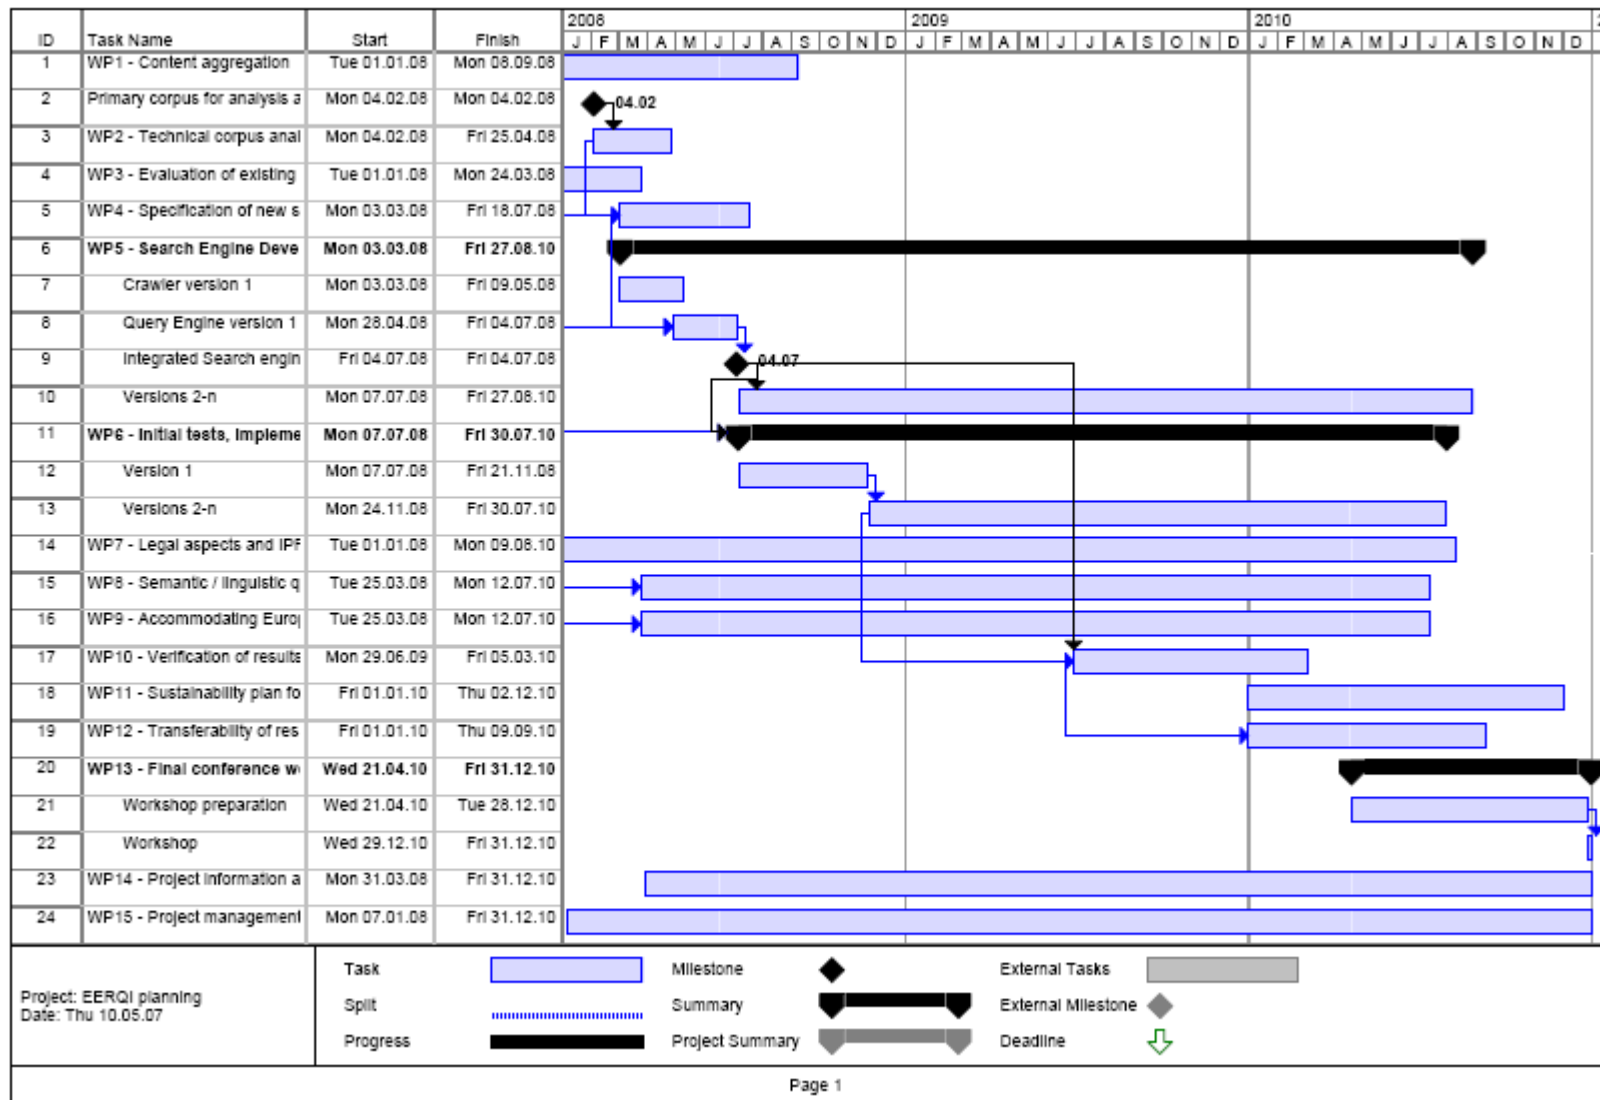 2008 2009 2010 2
ID Task Name Start Finish J F M A M J J A S O N D J F M A M J J A S O N D J F M A M J J A S O N D
1 WP1 - Content aggregation Tue 01.01.08 Mon 08.09.08
2 Primary corpus for analysis a Mon 04.02.08 Mon 04.02.08 04.02
3 WP2 - Technical corpus anal Mon 04.02.08 Fri 25.04.08
4 WP3 - Evaluation of existing Tue 01.01.08 Mon 24.03.08
5 WP4 - Specification of new s Mon 03.03.08 Fri 18.07.08
6 WP5 - Search Engine Deve Mon 03.03.08 Fri 27.08.10
7 Crawler version 1 Mon 03.03.08 Fri 09.05.08
8 Query Engine version 1 Mon 28.04.08 Fri 04.07.08
9 Integrated Search engin Fri 04.07.08 Fri 04.07.08 04.07
10 Versions 2-n Mon 07.07.08 Fri 27.08.10
11 WP6 - Initial tests, Impleme Mon 07.07.08 Fri 30.07.10
12 Version 1 Mon 07.07.08 Fri 21.11.08
13 Versions 2-n Mon 24.11.08 Fri 30.07.10
14 WP7 - Legal aspects and IPF Tue 01.01.08 Mon 09.08.10
15 WP8 - Semantic / linguistic q Tue 25.03.08 Mon 12.07.10
16 WP9 - Accommodating Euro Tue 25.03.08 Mon 12.07.10
17 WP10 - Verification of results Mon 29.06.09 Fri 05.03.10
18 WP11 - Sustainability plan fo Fri 01.01.10 Thu 02.12.10
19 WP12 - Transferability of res Fri 01.01.10 Thu 09.09.10
20 WP13 - Final conference w Wed 21.04.10 Fri 31.12.10
21 Workshop preparation Wed 21.04.10 Tue 28.12.10
22 Workshop Wed 29.12.10 Fri 31.12.10
23 WP14 - Project information a Mon 31.03.08 Fri 31.12.10
24 WP15 - Project management Mon 07.01.08 Fri 31.12.10
Project: EERQI planning
Date: Thu 10.05.07
Task Milestone External Tasks
Split Summary External Milestone
Progress Project Summary Deadline
Page 1